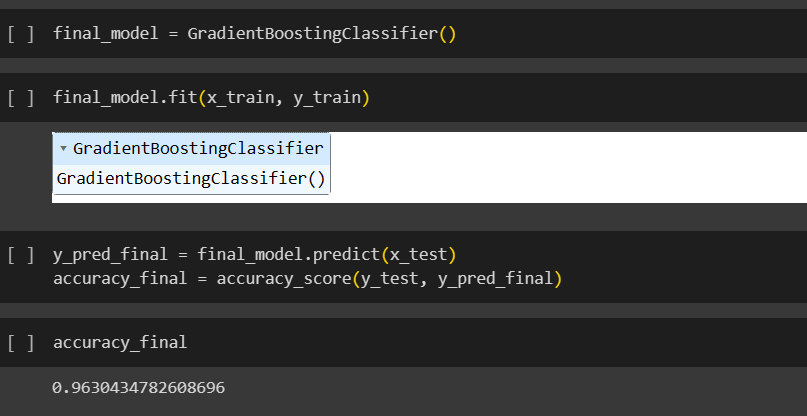 [ ] final_model = GradientBoostingClassifier()
[ ] final_model.fit(x_train, y_train)
▾ GradientBoostingClassifier
GradientBoostingClassifier()
[ ] y_pred_final = final_model.predict(x_test)
accuracy_final = accuracy_score(y_test, y_pred_final)
[ ] accuracy_final
0.9630434782608696